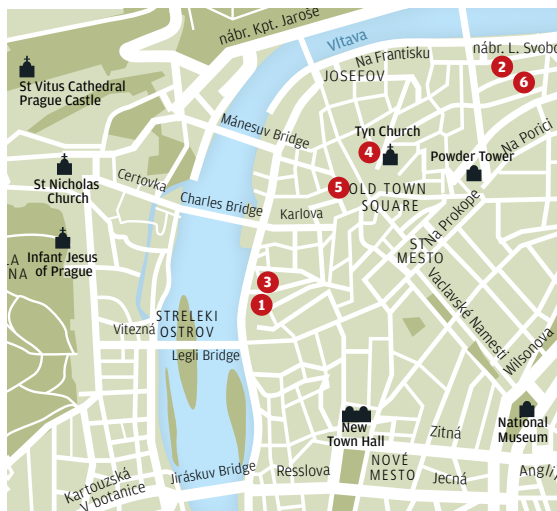 nábr. Kpt. Jaroše
Vltava
Na Frantisku
nábr. L. Svobo
JOSEFOV
2
6
St Vitus Cathedral
Prague Castle
Mánesuv Bridge
Tyn Church
4
Na Porici
Powder Tower
St Nicholas
Church
Certovka
Charles Bridge
5
OLD TOWN
SQUARE
Karlova
Na Prokope
ST
MESTO
LA
NA
Infant Jesus
of Prague
3
1
Vaclavské Namesti
Wilsonova
STRELEKI
OSTROV
Vitezná
Legli Bridge
New
Town Hall
Zitná
National
Museum
NOVÉ
MESTO
Jiráskuv Bridge
Resslova
Jecná
Angli
Kartouzská
V botanice